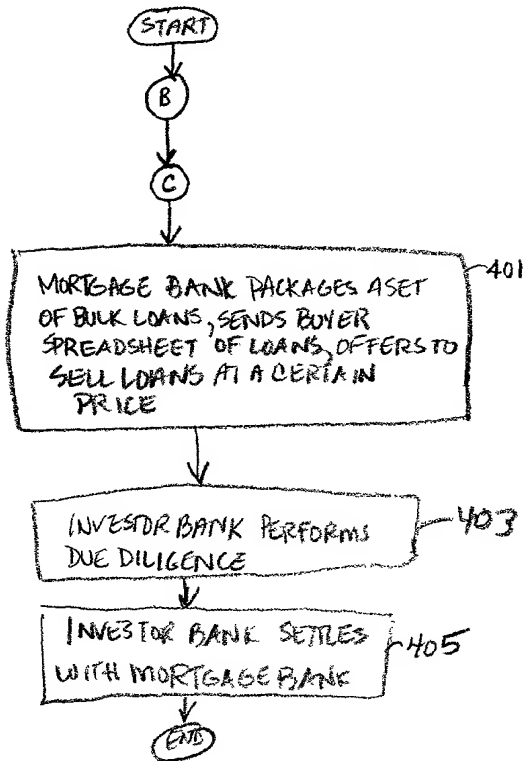 START
B
C
401
MORTGAGE BANK PACKAGES A SET
OF BULK LOANS, SENDS BUYER
SPREADSHEET OF LOANS, OFFERS TO
SELL LOANS AT A CERTAIN
PRICE
INVESTOR BANK PERFORMS
DUE DILIGENCE
403
INVESTOR BANK SETTLES
WITH MORTGAGE BANK
405
END